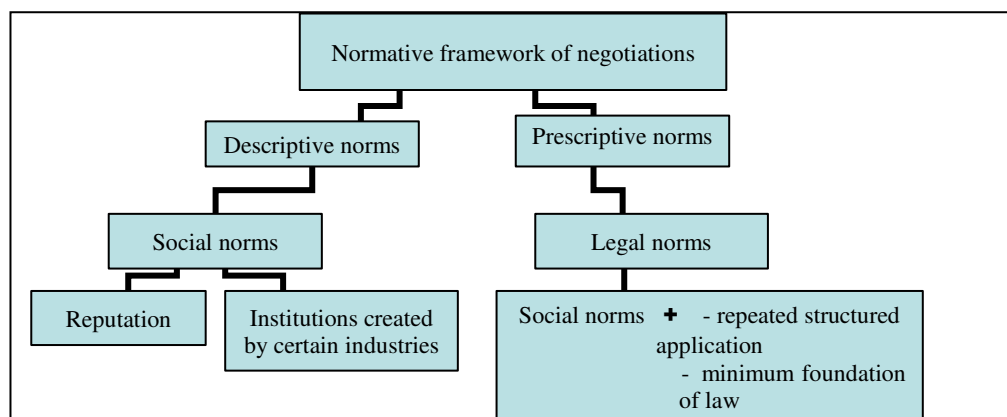 Normative framework of negotiations
Descriptive norms
Prescriptive norms
Social norms
Legal norms
Reputation
Institutions created
by certain industries
Social norms + - repeated structured
application
- minimum foundation
of law